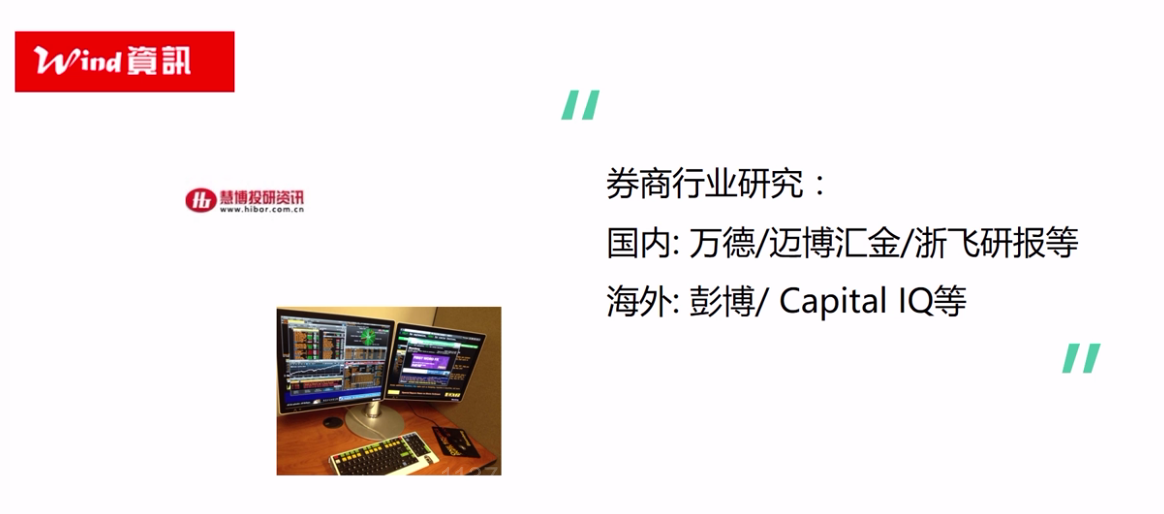 Wind資訊
慧博投研资讯
www.hibor.com.cn
券商行业研究：
国内: 万德/迈博汇金/浙飞研报等
海外: 彭博/ Capital IQ等